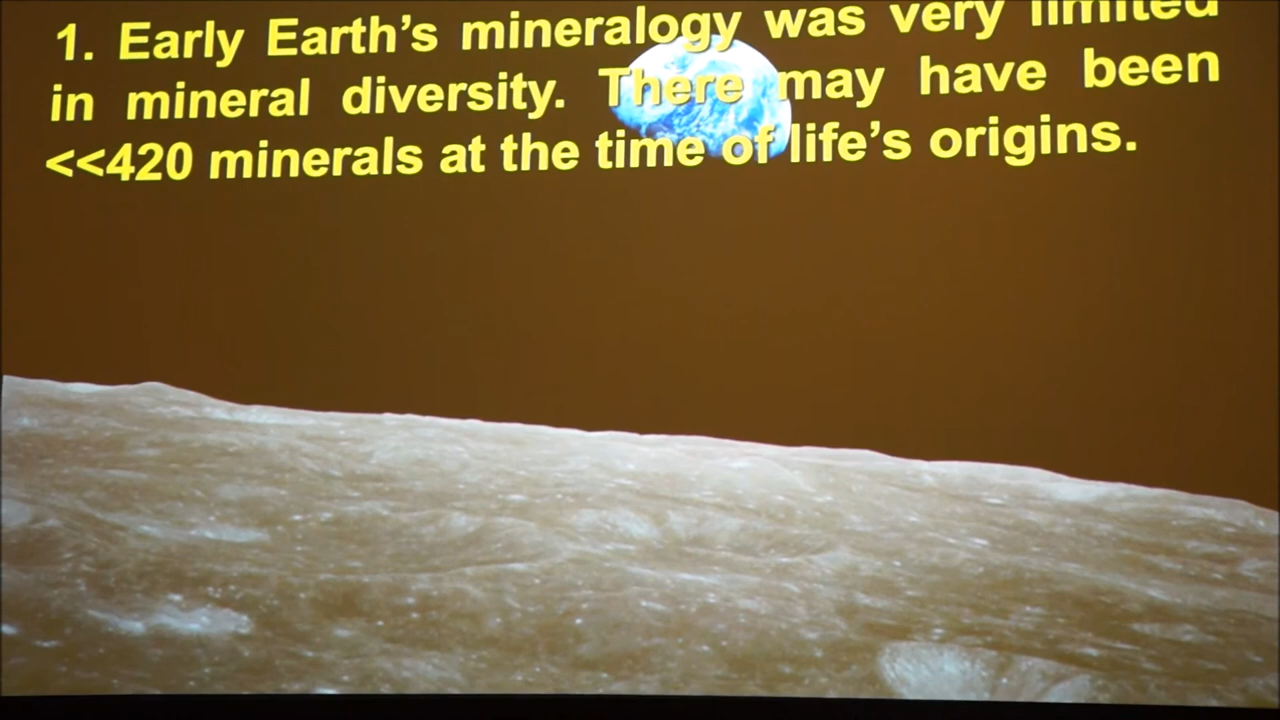 1. Early Earth’s mineralogy was very limited
in mineral diversity. There may have been
<<420 minerals at the time of life’s origins.